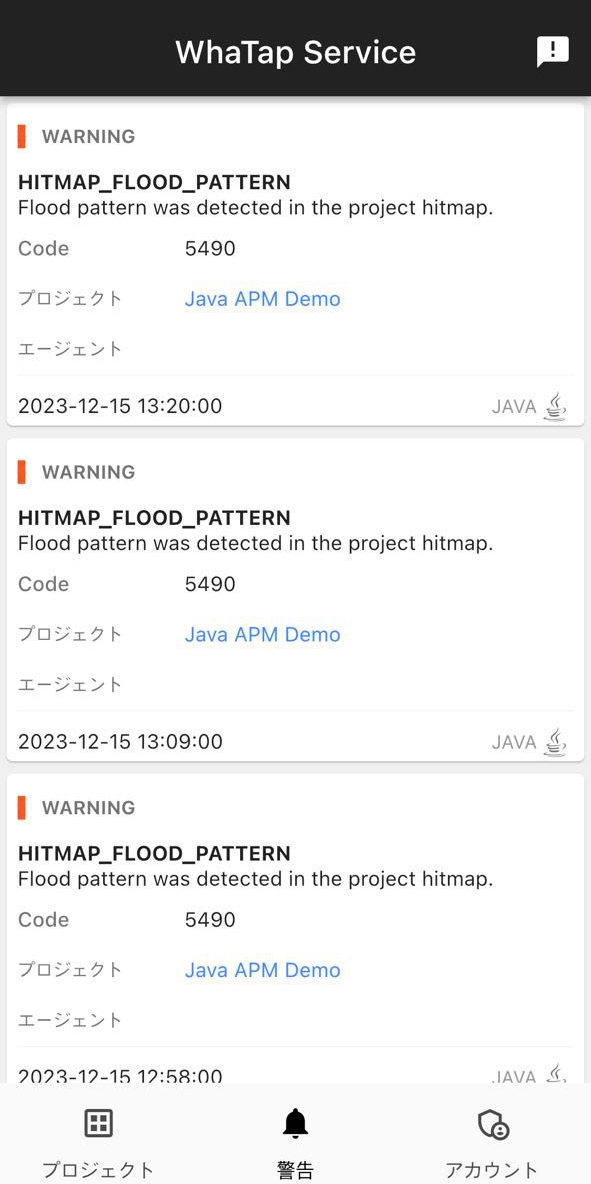 WhaTap Service
WARNING
HITMAP_FLOOD_PATTERN
Flood pattern was detected in the project hitmap.
Code 5490
プロジェクト Java APM Demo
エージェント
2023-12-15 13:20:00 JAVA
WARNING
HITMAP_FLOOD_PATTERN
Flood pattern was detected in the project hitmap.
Code 5490
プロジェクト Java APM Demo
エージェント
2023-12-15 13:09:00 JAVA
WARNING
HITMAP_FLOOD_PATTERN
Flood pattern was detected in the project hitmap.
Code 5490
プロジェクト Java APM Demo
エージェント
2023-12-15 12:58:00 JAVA
プロジェクト 警告 アカウント